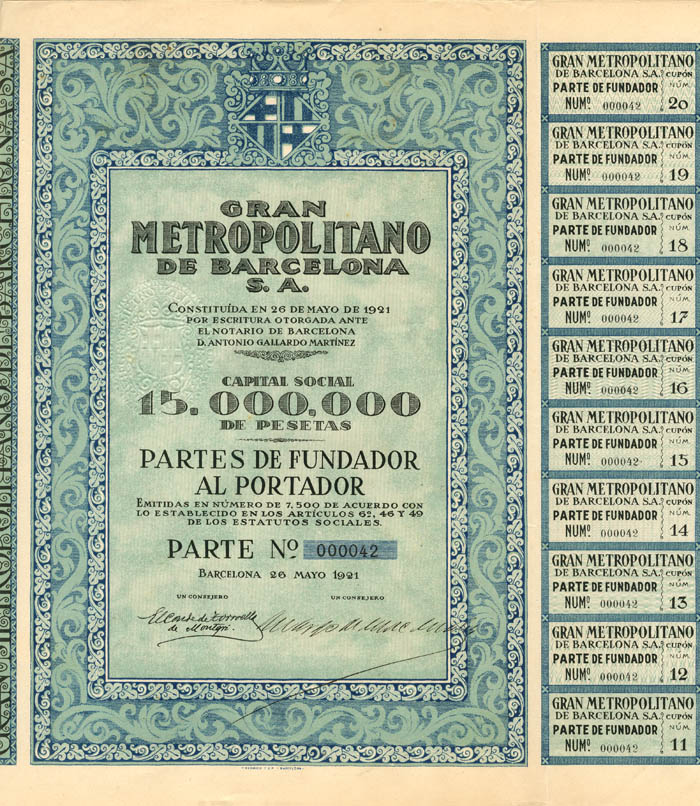 GRAN
METROPOLITANO
DE BARCELONA
S. A.
CONSTITUÍDA EN 26 DE MAYO DE 1921
POR ESCRITURA OTORGADA ANTE
EL NOTARIO DE BARCELONA
D. ANTONIO GALLARDO MARTÍNEZ
CAPITAL SOCIAL
15.000.000
DE PESETAS
PARTES DE FUNDADOR
AL PORTADOR
EMITIDAS EN NÚMERO DE 7,500 DE ACUERDO CON
LO ESTABLECIDO EN LOS ARTÍCULOS 6º, 46 Y 49
DE LOS ESTATUTOS SOCIALES.
PARTE Nº 000042
BARCELONA 26 MAYO 1921
UN CONSEJERO UN CONSEJERO
El Conde de Torroella
de Montgrí.
GRAN METROPOLITANO
DE BARCELONA S.A. CUPÓN
PARTE DE FUNDADOR NÚM.
NUMº 000042 20
GRAN METROPOLITANO
DE BARCELONA S.A. CUPÓN
PARTE DE FUNDADOR NÚM.
NUMº 000042 19
GRAN METROPOLITANO
DE BARCELONA S.A. CUPÓN
PARTE DE FUNDADOR NÚM.
NUMº 000042 18
GRAN METROPOLITANO
DE BARCELONA S.A. CUPÓN
PARTE DE FUNDADOR NÚM.
NUMº 000042 17
GRAN METROPOLITANO
DE BARCELONA S.A. CUPÓN
PARTE DE FUNDADOR NÚM.
NUMº 000042 16
GRAN METROPOLITANO
DE BARCELONA S.A. CUPÓN
PARTE DE FUNDADOR NÚM.
NUMº 000042 15
GRAN METROPOLITANO
DE BARCELONA S.A. CUPÓN
PARTE DE FUNDADOR NÚM.
NUMº 000042 14
GRAN METROPOLITANO
DE BARCELONA S.A. CUPÓN
PARTE DE FUNDADOR NÚM.
NUMº 000042 13
GRAN METROPOLITANO
DE BARCELONA S.A. CUPÓN
PARTE DE FUNDADOR NÚM.
NUMº 000042 12
GRAN METROPOLITANO
DE BARCELONA S.A. CUPÓN
PARTE DE FUNDADOR NÚM.
NUMº 000042 11